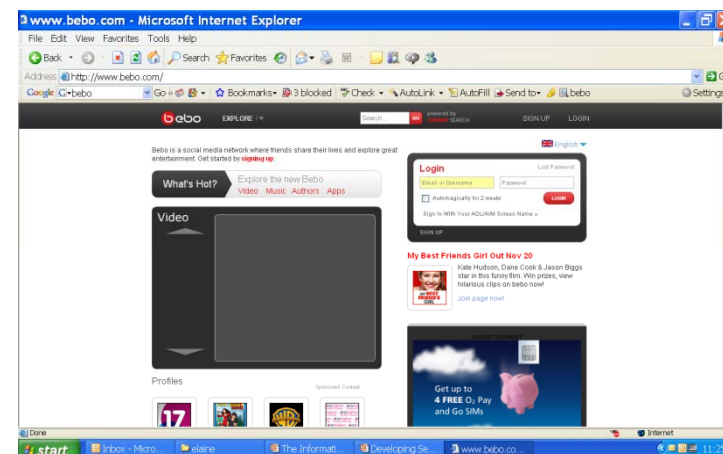 www.bebo.com - Microsoft Internet Explorer
File Edit View Favorites Tools Help
Back Search Favorites
Address http://www.bebo.com/
Google bebo Go Bookmarks 3 blocked Check AutoLink AutoFill Send to bebo Settings
bebo EXPLORE Search... GO powered by SEARCH SIGN UP LOGIN
English
Bebo is a social media network where friends share their lives and explore great
entertainment. Get started by signing up.
What's Hot?
Explore the new Bebo
Video Music Authors Apps
Login Lost Password
Email or Username Password
Automagically for 2 weeks LOGIN
Sign In With Your AOL/AIM Screen Name >
SIGN UP
Video
My Best Friends Girl Out Nov 20
Kate Hudson, Dane Cook & Jason Biggs
star in this funny film. Win prizes, view
hilarious clips on bebo now!
Join page now!
MY BEST
FRIEND'S
GIRL
ADVERTISEMENT
Get up to
4 FREE O2 Pay
and Go SIMs
Profiles Sponsored Content
17
Done Internet
start Inbox - Micro... elaine The Informati... Developing Se... www.bebo.co...